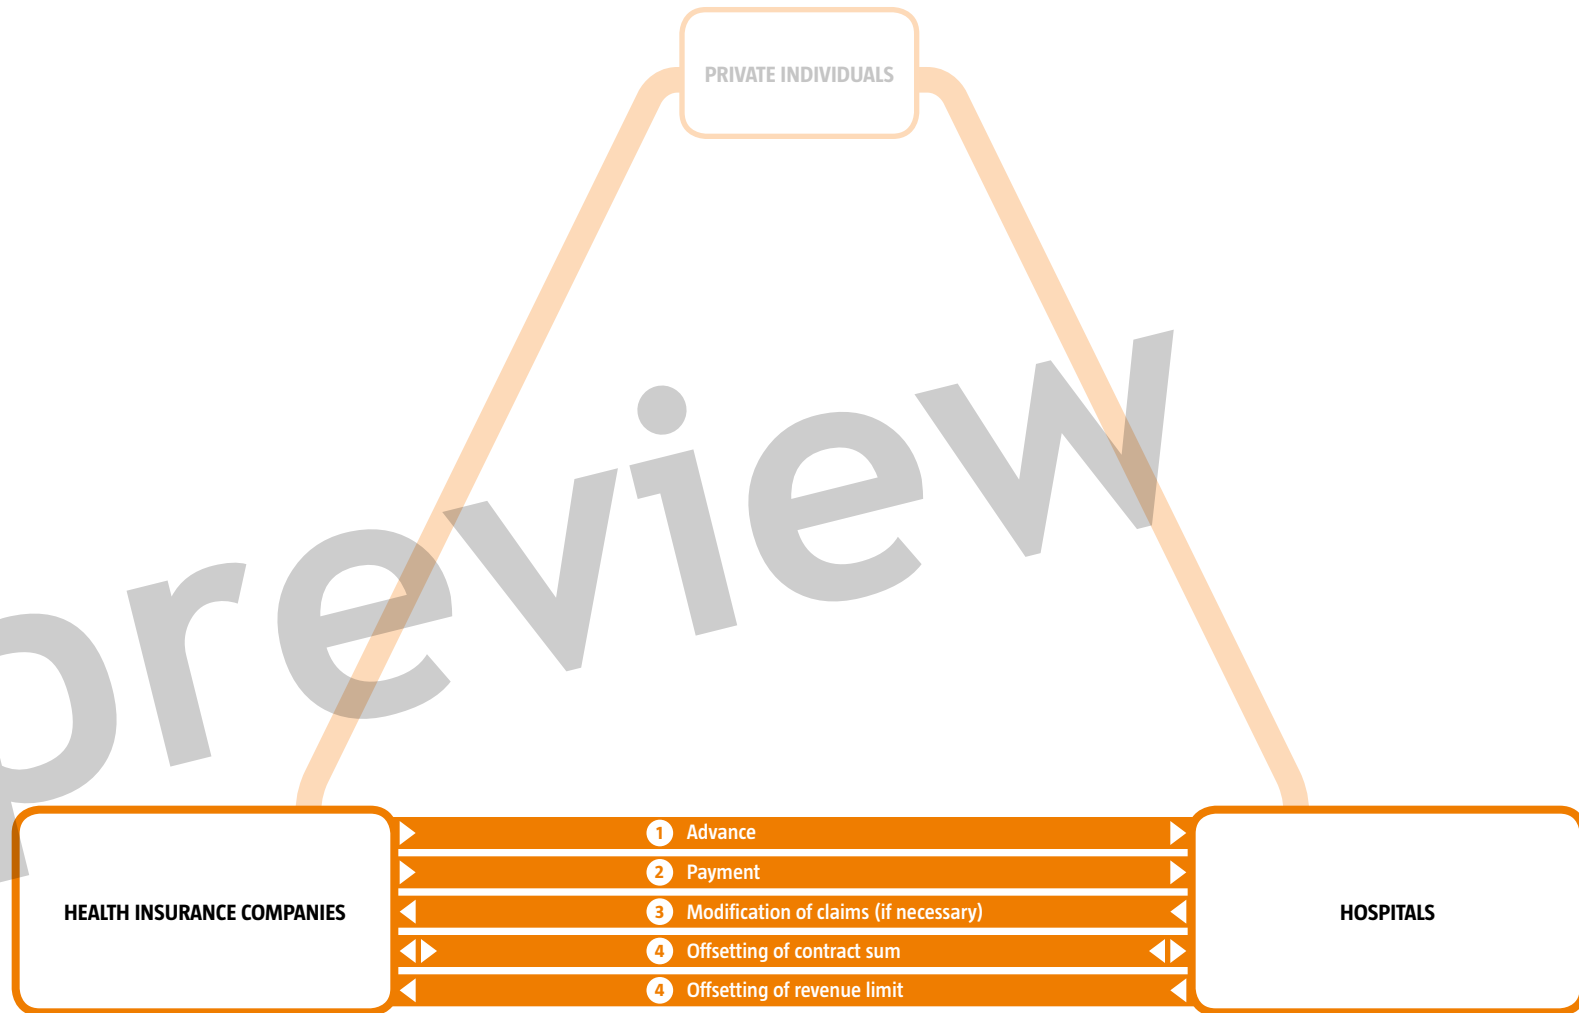 PRIVATE INDIVIDUALS
preview
1 Advance
2 Payment
HEALTH INSURANCE COMPANIES
3 Modification of claims (if necessary)
HOSPITALS
4 Offsetting of contract sum
4 Offsetting of revenue limit